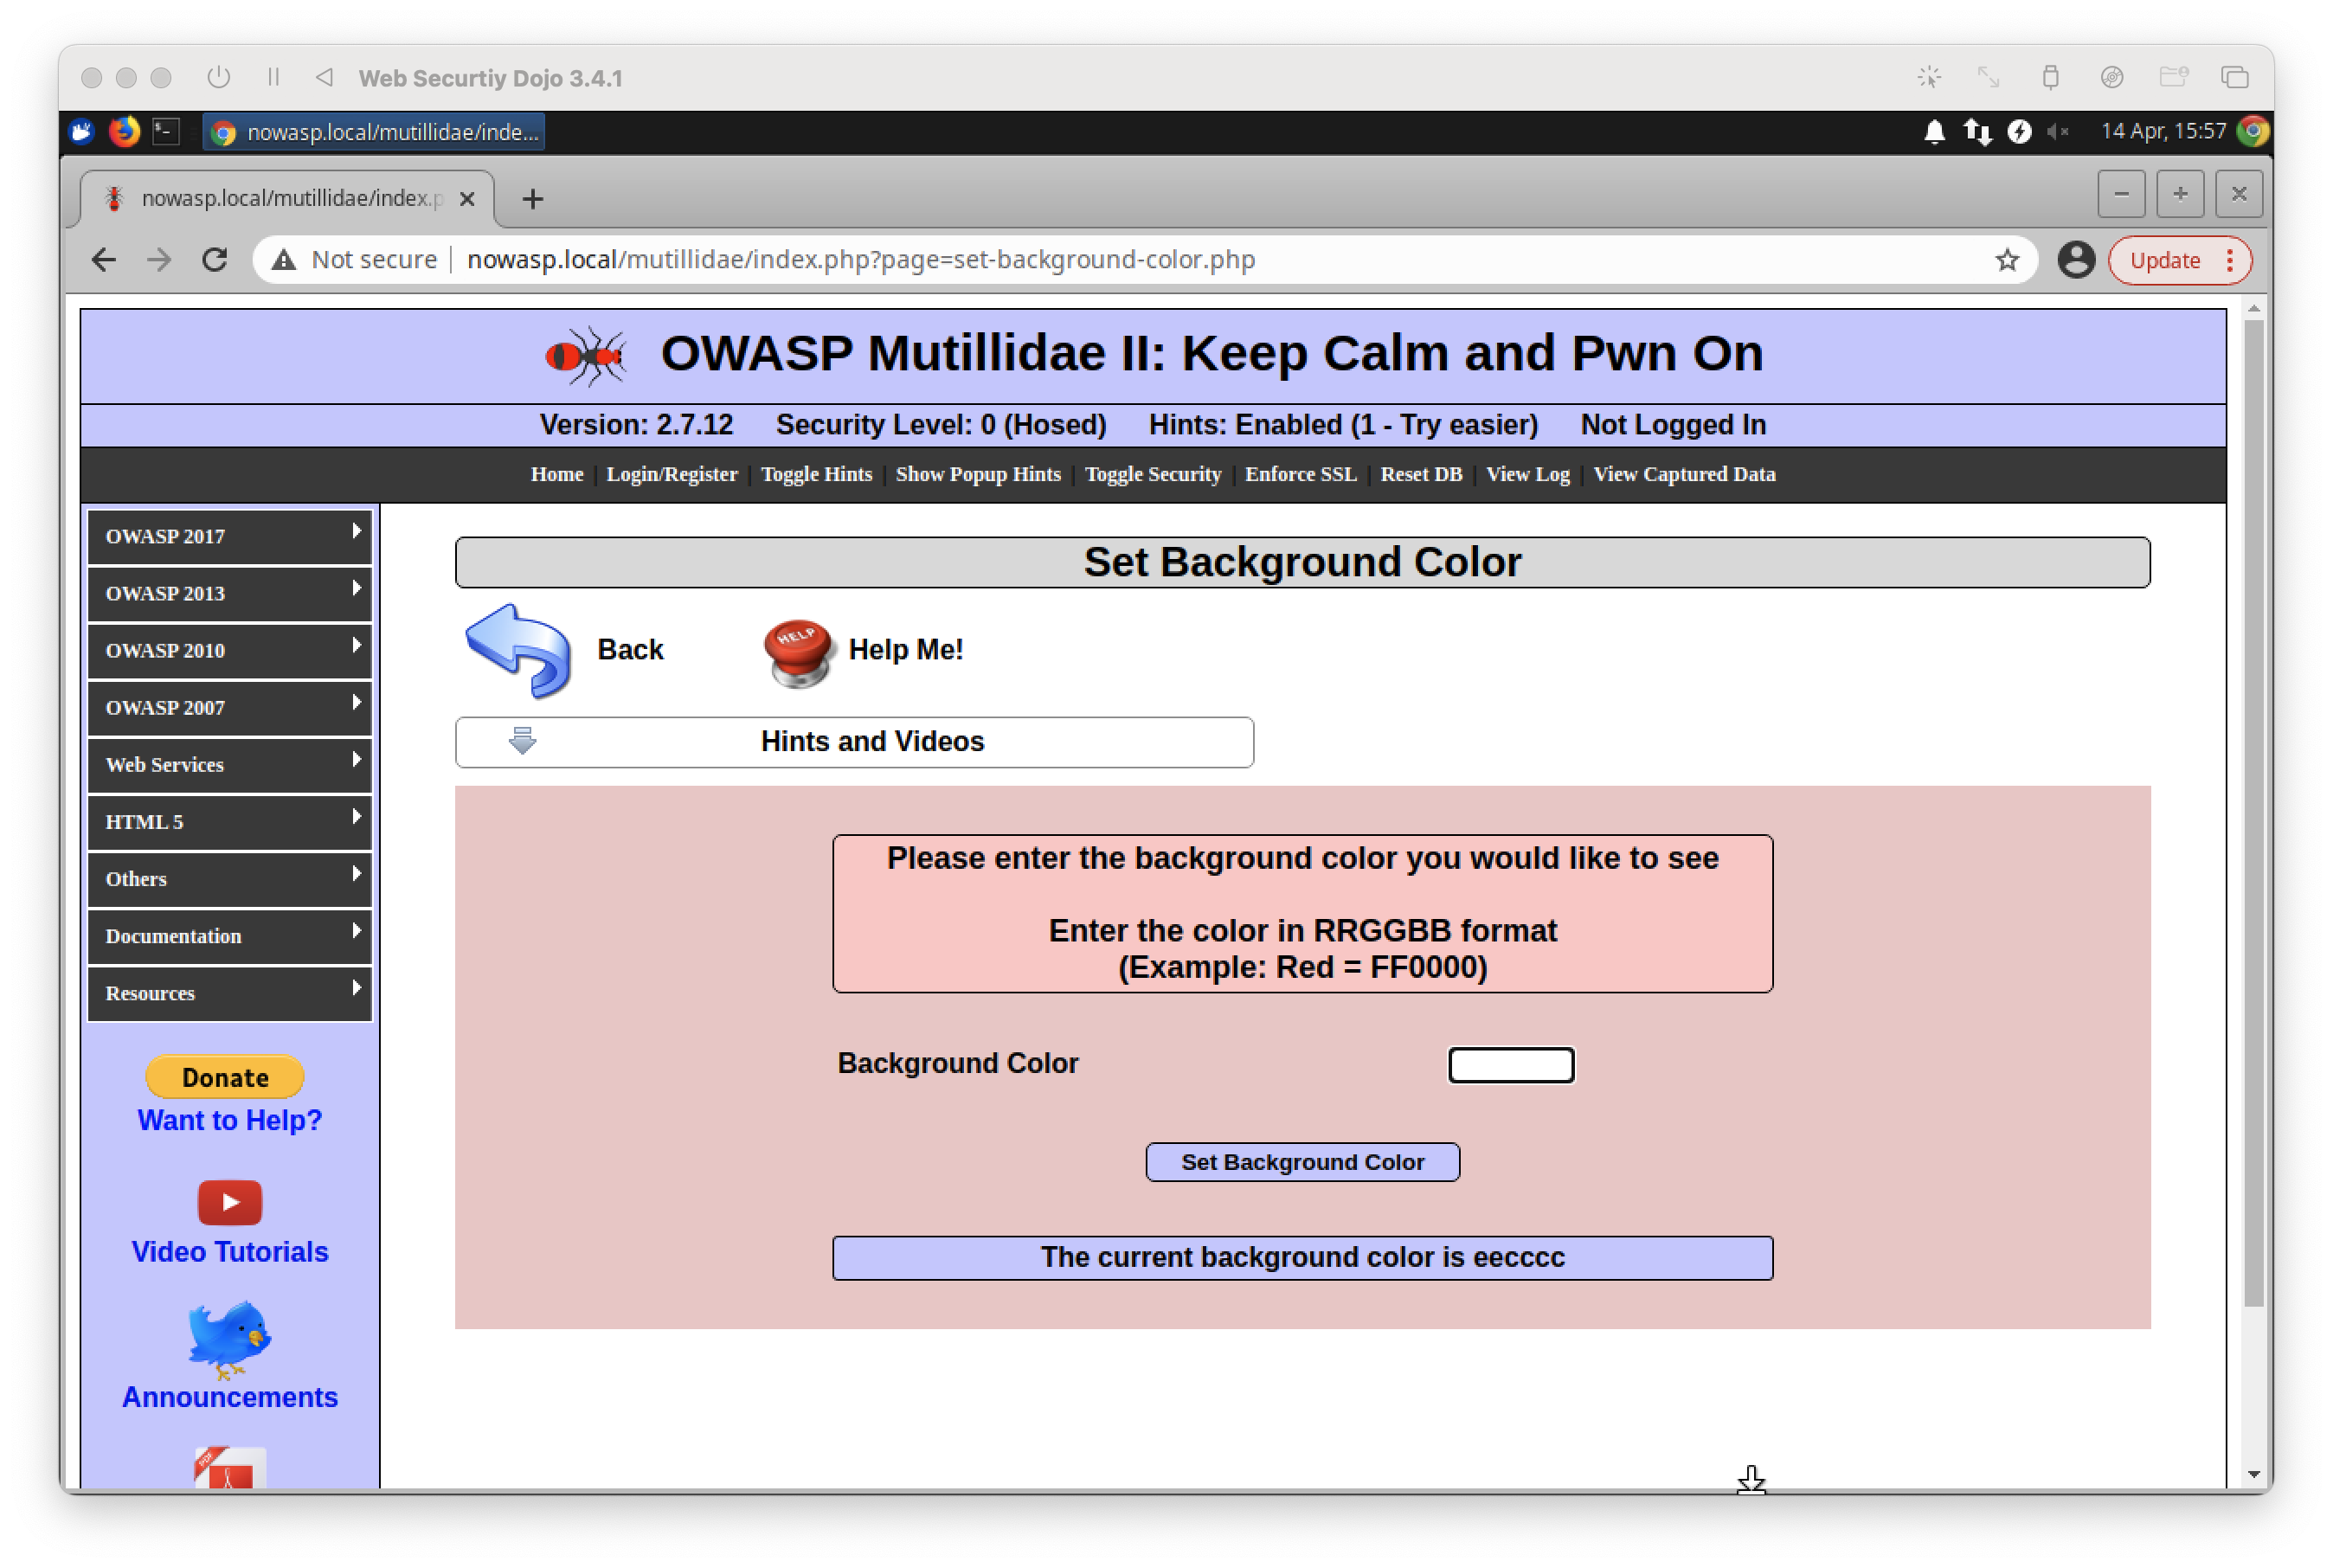 Web Securtiy Dojo 3.4.1
nowasp.local/mutillidae/inde...
14 Apr, 15:57
nowasp.local/mutillidae/index.p
Not secure
nowasp.local/mutillidae/index.php?page=set-background-color.php
Update
OWASP Mutillidae II: Keep Calm and Pwn On
Version: 2.7.12 Security Level: 0 (Hosed) Hints: Enabled (1 - Try easier) Not Logged In
Home | Login/Register | Toggle Hints | Show Popup Hints | Toggle Security | Enforce SSL | Reset DB | View Log | View Captured Data
OWASP 2017
OWASP 2013
OWASP 2010
OWASP 2007
Web Services
HTML 5
Others
Documentation
Resources
Donate
Want to Help?
Video Tutorials
Announcements
PDF
Set Background Color
Back
HELP
Help Me!
Hints and Videos
Please enter the background color you would like to see
Enter the color in RRGGBB format
(Example: Red = FF0000)
Background Color
Set Background Color
The current background color is eecccc